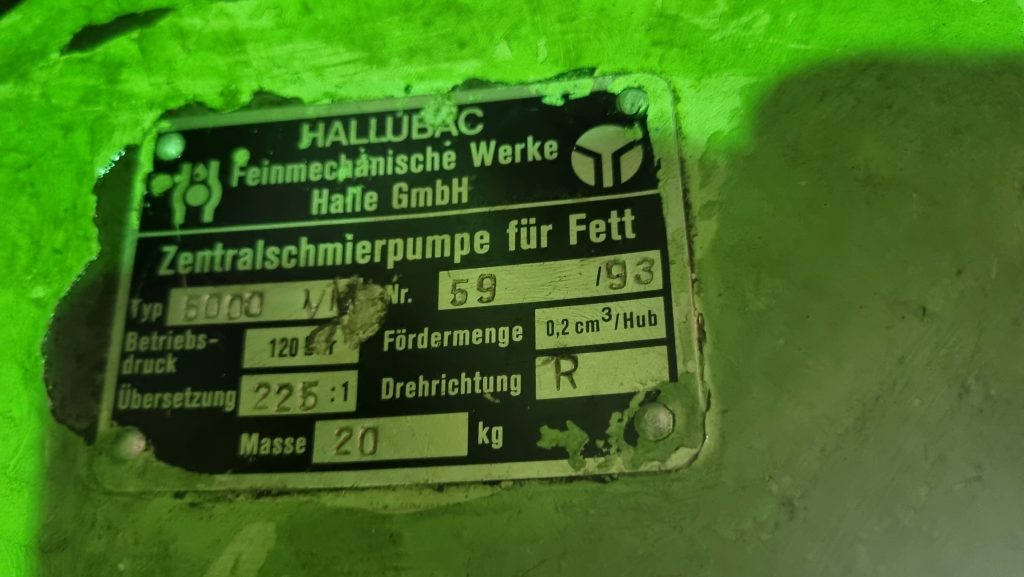 HALLUBAC
Feinmechanische Werke
Halle GmbH
Zentralschmierpumpe für Fett
Typ Nr. 59 /93
Betriebs-
druck 120 Fördermenge 0,2 cm³/Hub
Übersetzung 225 :1 Drehrichtung R
Masse 20 kg